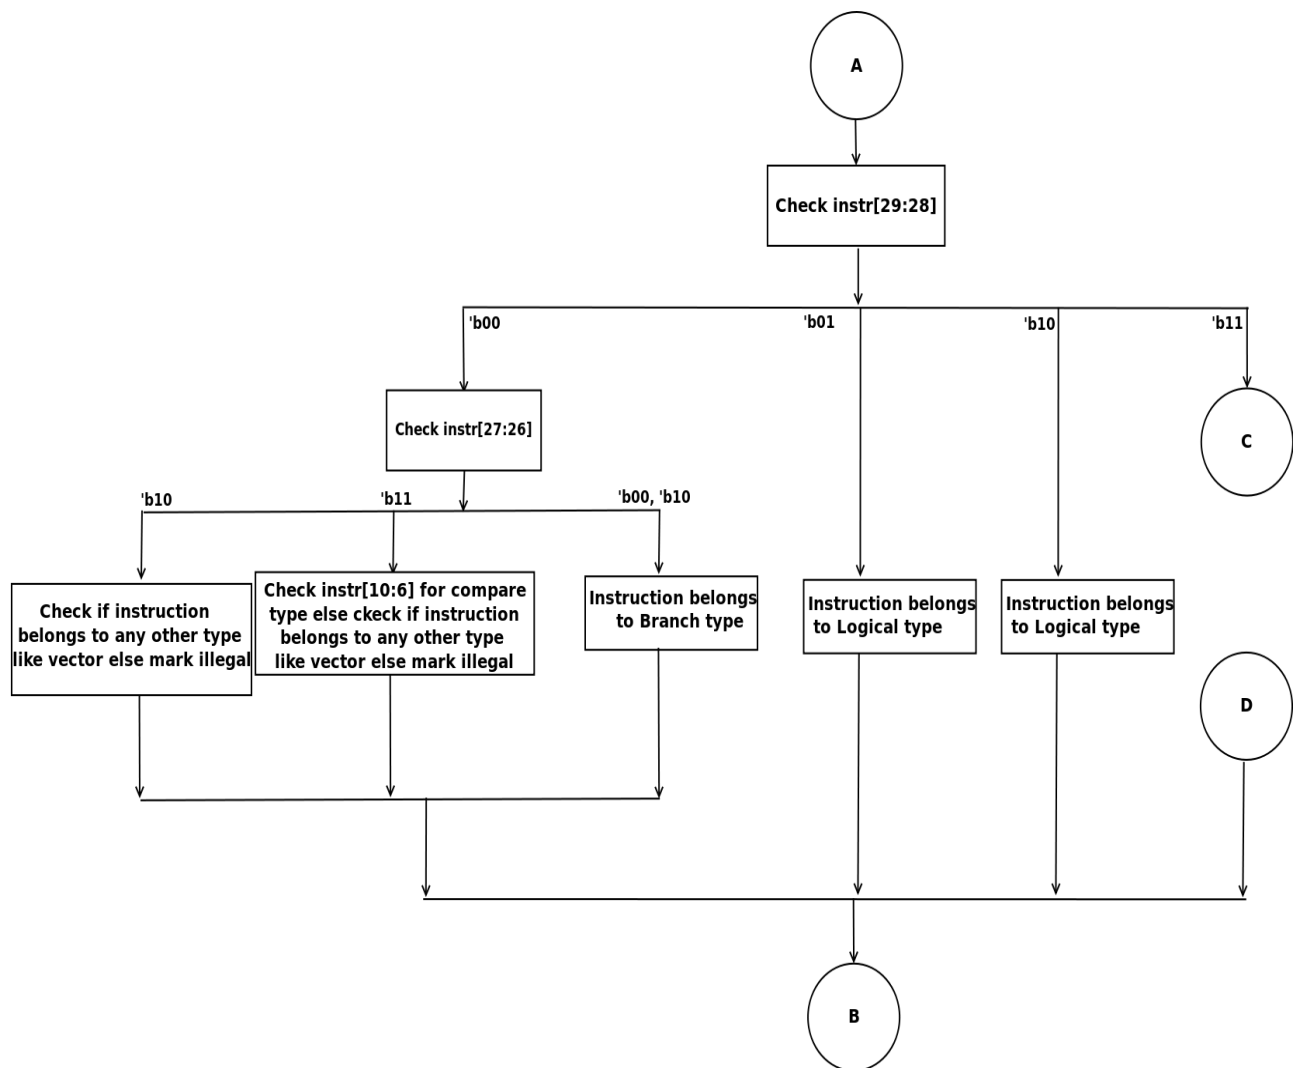 A
Check instr[29:28]
'b00
'b01
'b10
'b11
Check instr[27:26]
C
'b10
'b11
'b00, 'b10
Check if instruction
belongs to any other type
like vector else mark illegal
Check instr[10:6] for compare
type else ckeck if instruction
belongs to any other type
like vector else mark illegal
Instruction belongs
to Branch type
Instruction belongs
to Logical type
Instruction belongs
to Logical type
D
B